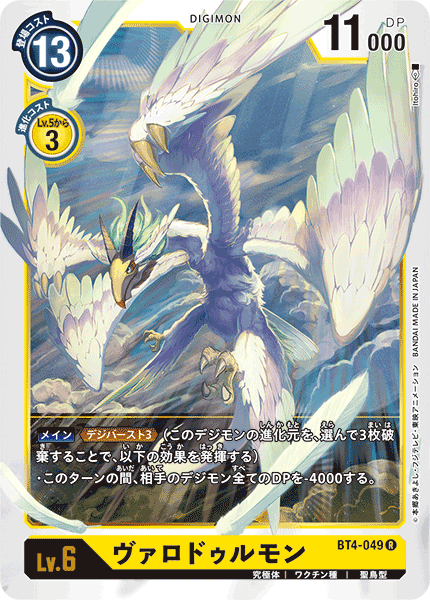 DIGIMON
登場コスト
13
DP
11000
進化コスト
Lv.5から
3
Itohiro
BANDAI MADE IN JAPAN
© 本郷あきよし・フジテレビ・東映アニメーション
メイン デジバースト3 (このデジモンの進化元を、選んで3枚破
棄することで、以下の効果を発揮する)
・このターンの間、相手のデジモン全てのDPを-4000する。
BT4-049 R
Lv.6 ヴァロドゥルモン
究極体 | ワクチン種 | 聖鳥型